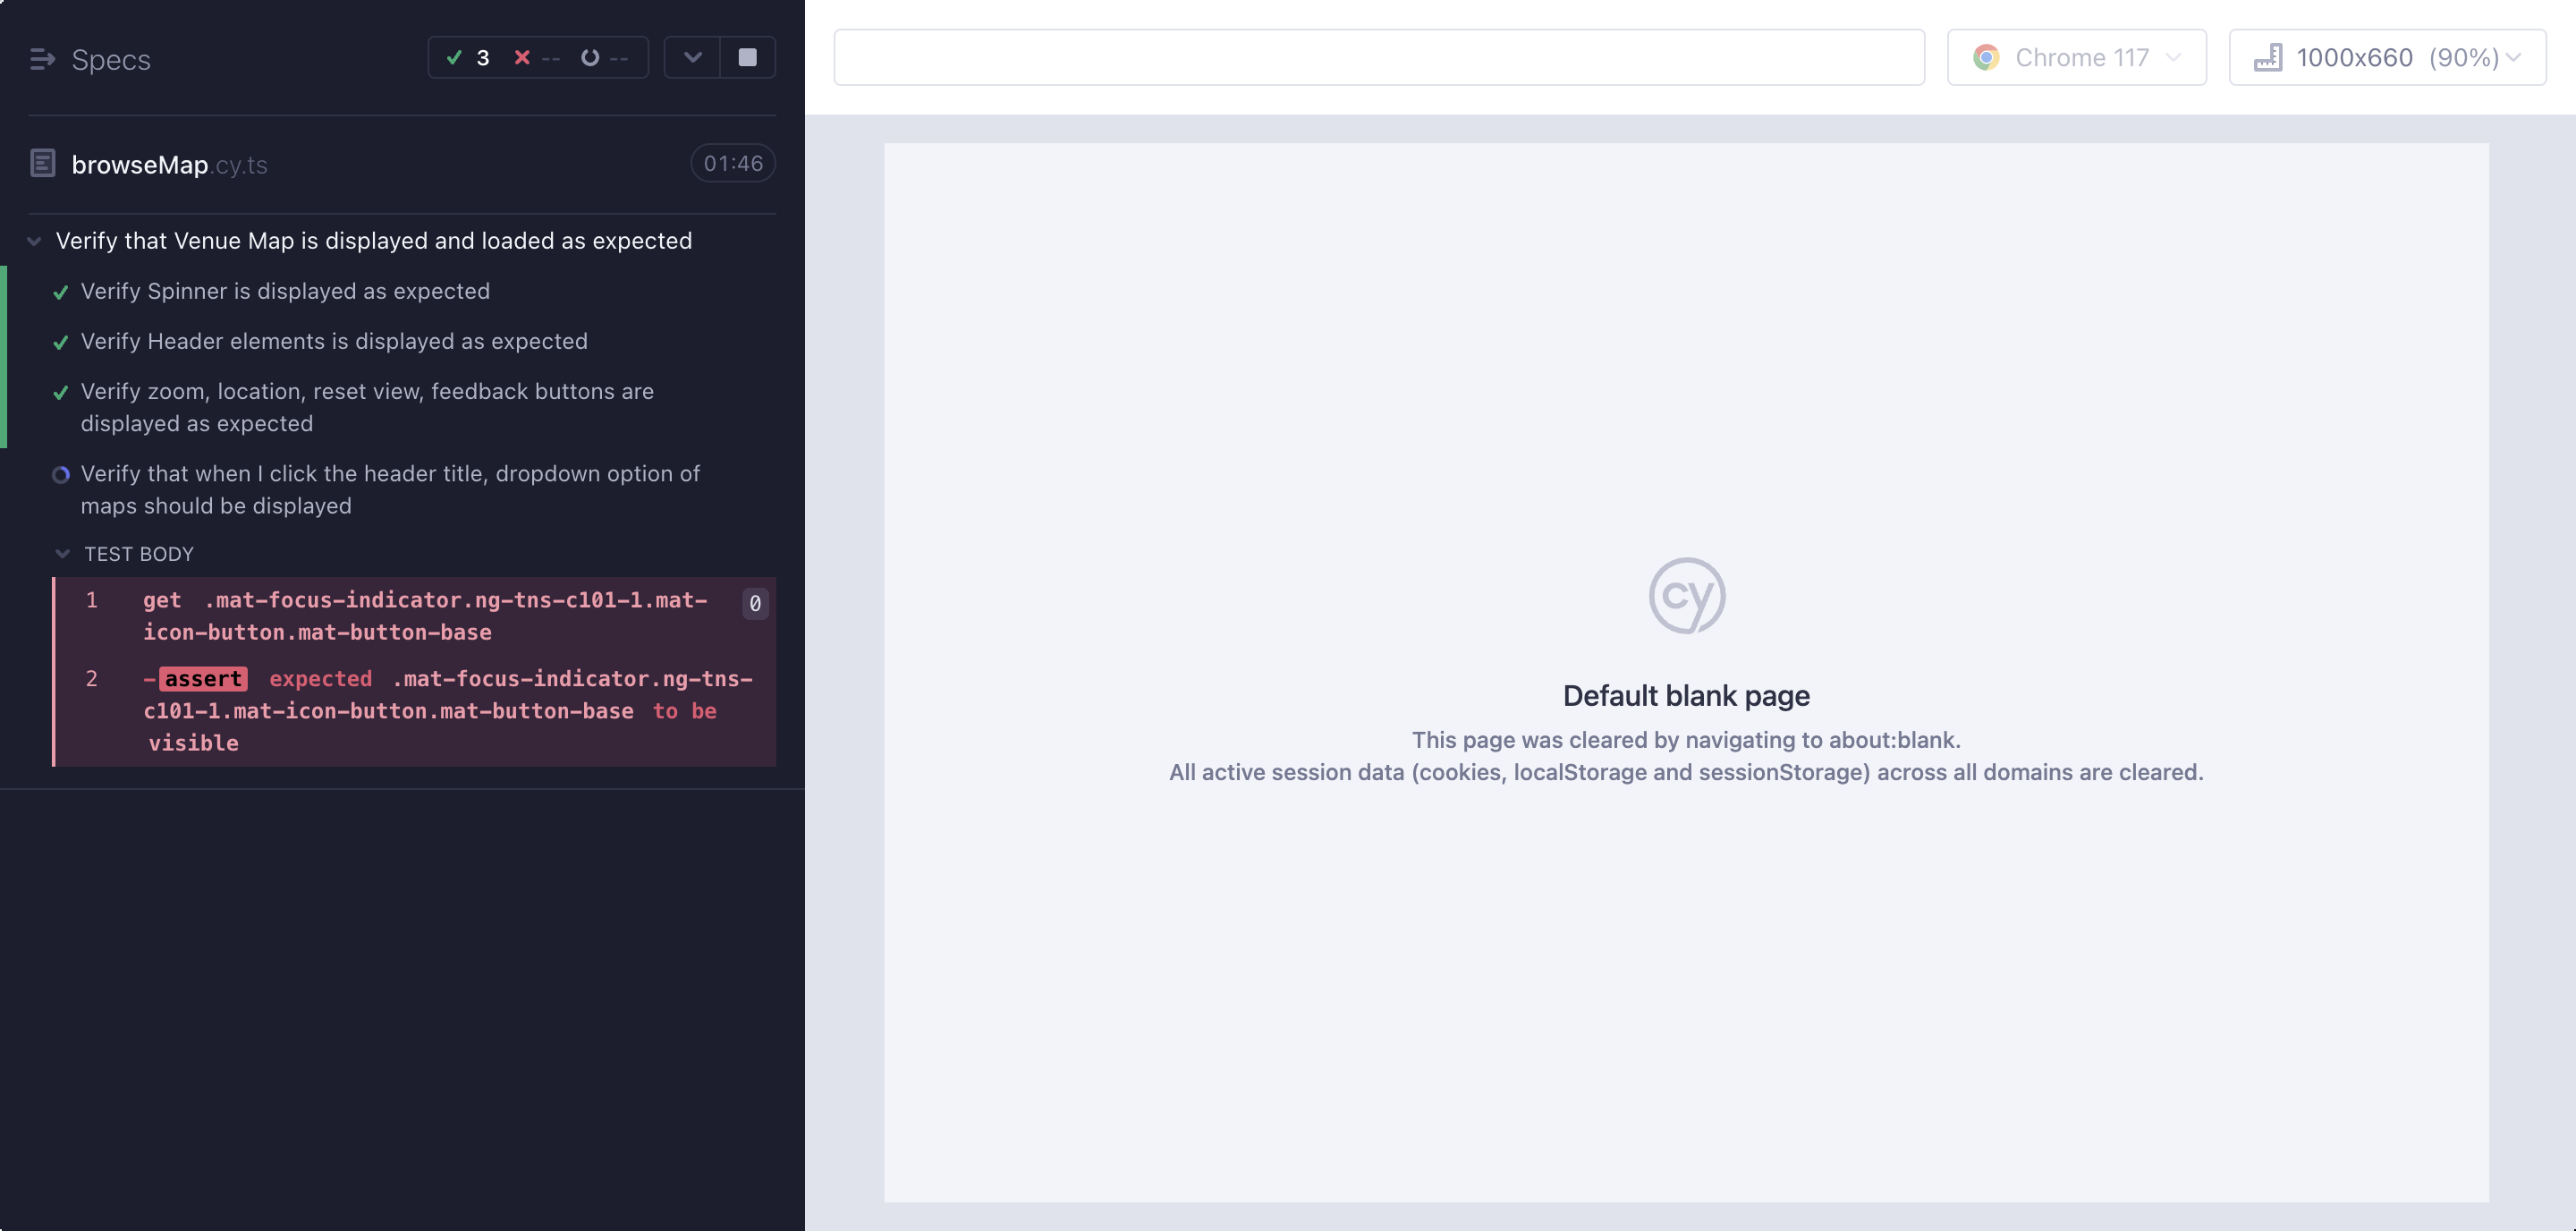 Specs
3 -- --
browseMap.cy.ts
01:46
Verify that Venue Map is displayed and loaded as expected
Verify Spinner is displayed as expected
Verify Header elements is displayed as expected
Verify zoom, location, reset view, feedback buttons are
displayed as expected
Verify that when I click the header title, dropdown option of
maps should be displayed
TEST BODY
1 get .mat-focus-indicator.ng-tns-c101-1.mat-
icon-button.mat-button-base
0
2 -assert expected .mat-focus-indicator.ng-tns-
c101-1.mat-icon-button.mat-button-base to be
visible
Chrome 117
1000x660 (90%)
cy
Default blank page
This page was cleared by navigating to about:blank.
All active session data (cookies, localStorage and sessionStorage) across all domains are cleared.